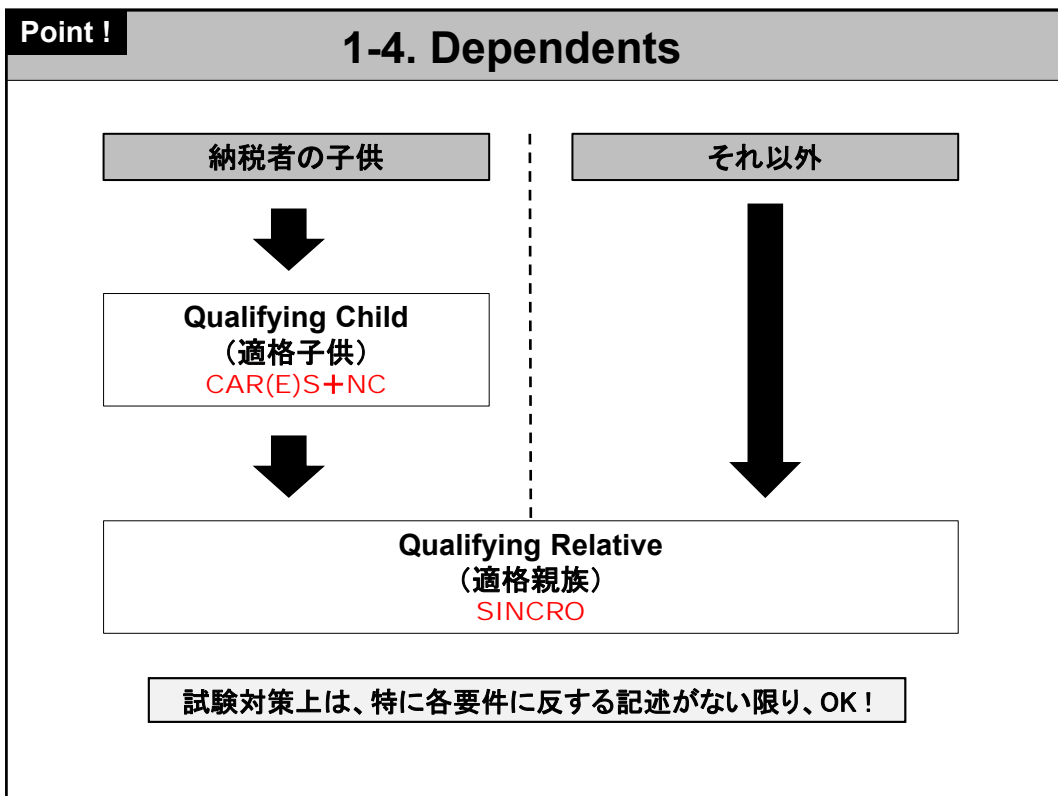 Point !
1-4. Dependents
納税者の子供
それ以外
Qualifying Child
（適格子供）
CAR(E)S＋NC
Qualifying Relative
（適格親族）
SINCRO
試験対策上は、特に各要件に反する記述がない限り、OK！